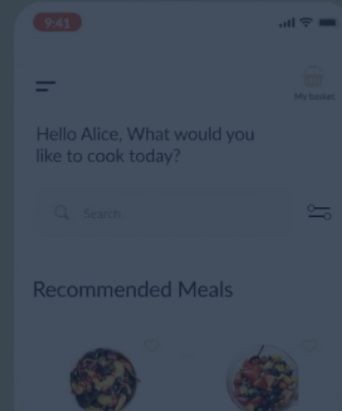 9:41
My basket
Hello Alice, What would you
like to cook today?
Search
Recommended Meals